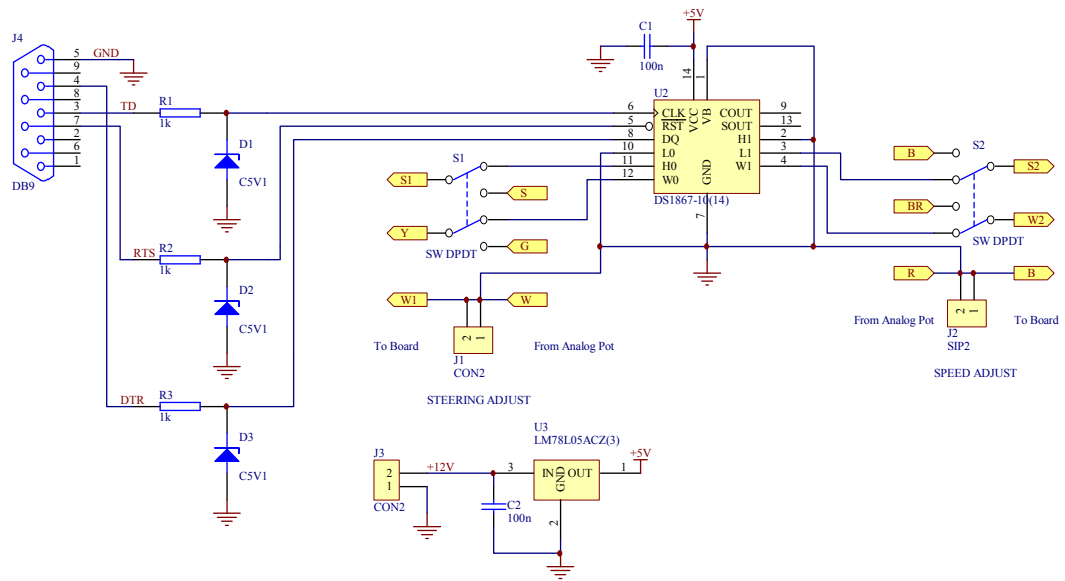 J4
5 GND
9
4
8
3 TD
7
2
6
1
DB9
R1
1k
D1
C5V1
RTS R2
1k
D2
C5V1
DTR R3
1k
D3
C5V1
+5V
C1
100n
14
1
U2
6 CLK VCC VB COUT 9
5 RST SOUT 13
8 DQ H1 2
10 L0 GND L1 3
11 H0 W1 4
12 W0
DS1867-10(14)
7
S1
S1
S
Y
G
SW DPDT
W1 W
2 1
To Board From Analog Pot
J1
CON2
STEERING ADJUST
B S2
S2
BR
W2
SW DPDT
R B
2 1
From Analog Pot To Board
J2
SIP2
SPEED ADJUST
U3
LM78L05ACZ(3)
J3
2 +12V 3 IN GND OUT 1 +5V
1
CON2
C2
100n
2